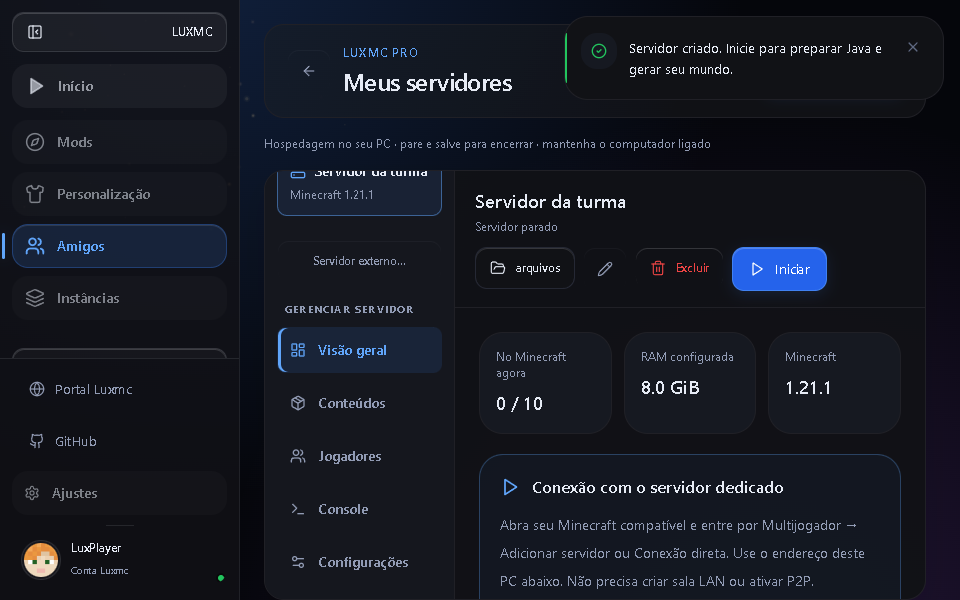 LUXMC
Início
Mods
Personalização
Amigos
Instâncias
Portal Luxmc
GitHub
Ajustes
LuxPlayer
Conta Luxmc
LUXMC PRO
Meus servidores
Servidor criado. Inicie para preparar Java e
gerar seu mundo.
Hospedagem no seu PC · pare e salve para encerrar · mantenha o computador ligado
Servidor da turma
Minecraft 1.21.1
Servidor externo...
GERENCIAR SERVIDOR
Visão geral
Conteúdos
Jogadores
Console
Configurações
Servidor da turma
Servidor parado
arquivos
Excluir
Iniciar
No Minecraft
agora
0 / 10
RAM configurada
8.0 GiB
Minecraft
1.21.1
Conexão com o servidor dedicado
Abra seu Minecraft compatível e entre por Multijogador →
Adicionar servidor ou Conexão direta. Use o endereço deste
PC abaixo. Não precisa criar sala LAN ou ativar P2P.